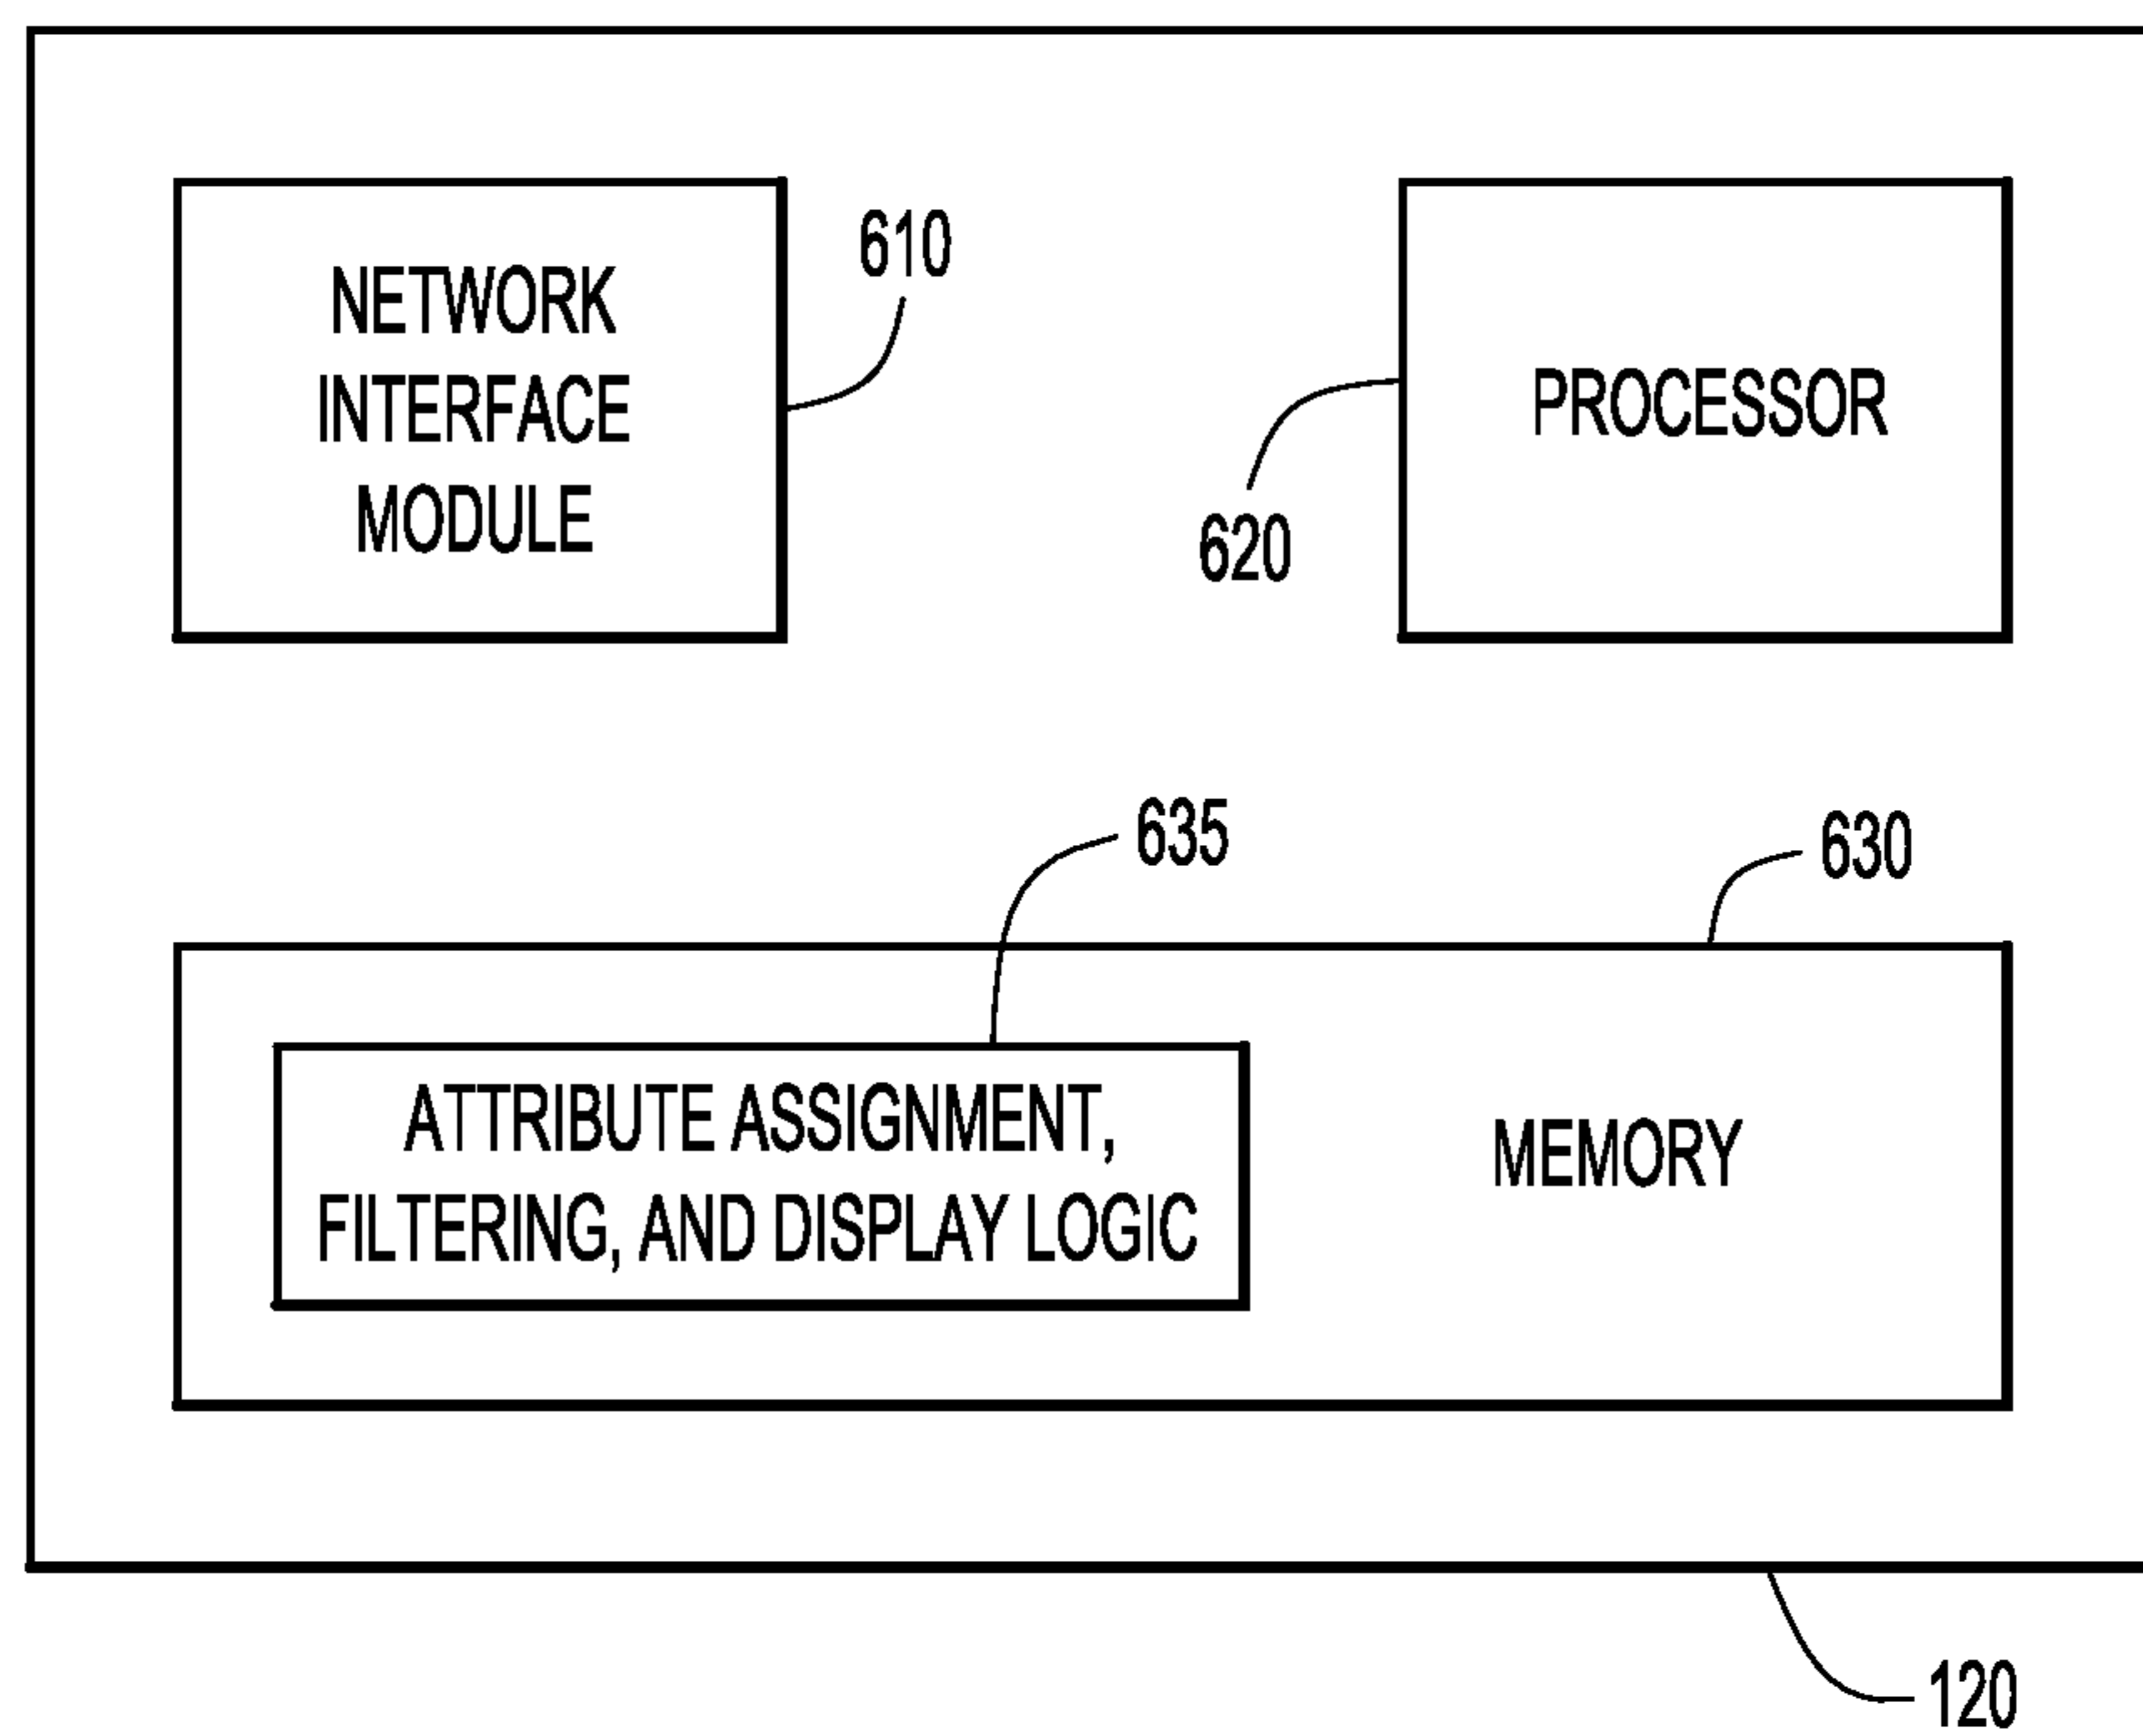 NETWORK
INTERFACE
MODULE
610
PROCESSOR
620
635
630
ATTRIBUTE ASSIGNMENT,
FILTERING, AND DISPLAY LOGIC
MEMORY
120